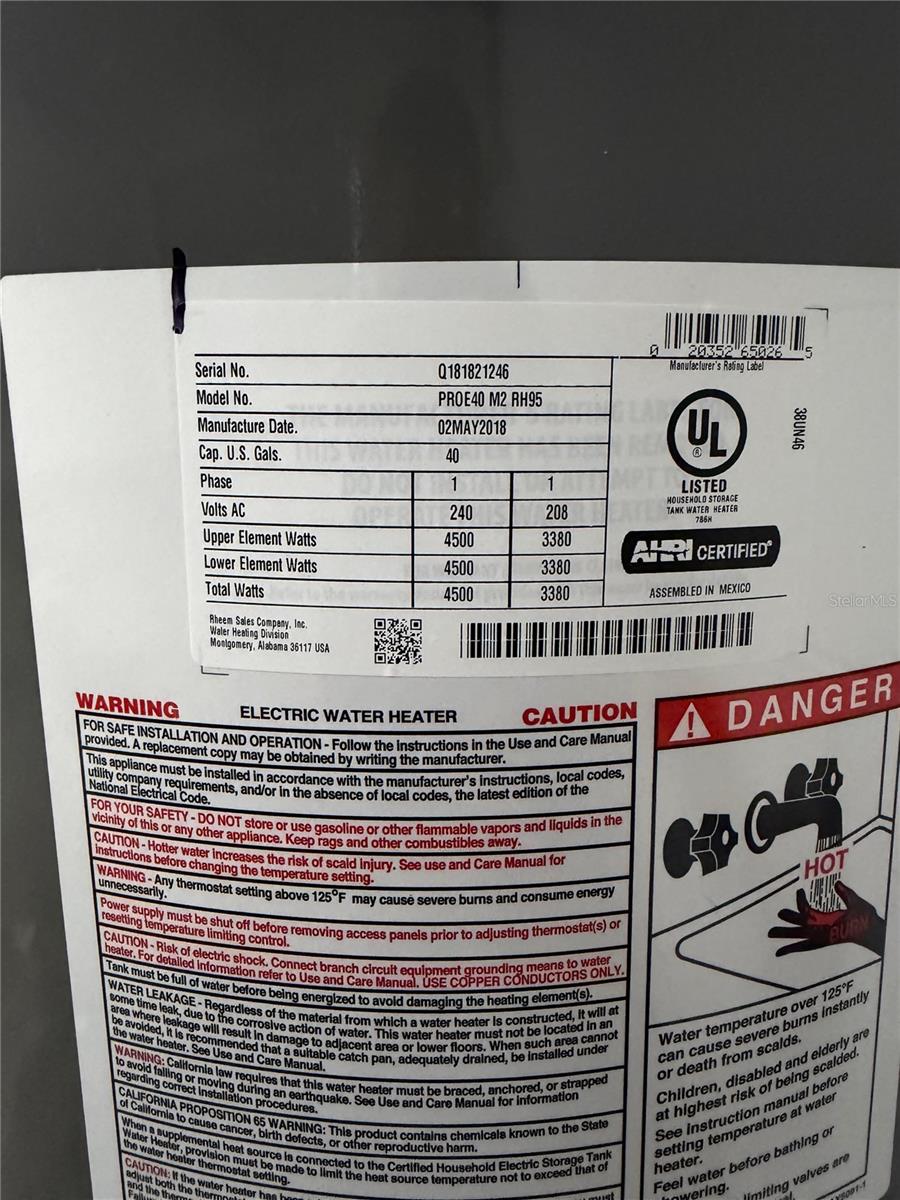 0 20352 65026 5
Manufacturer's Rating Label
Serial No. Q181821246
Model No. PROE40 M2 RH95
Manufacture Date. 02MAY2018
Cap. U.S. Gals. 40
Phase 1 1
Volts AC 240 208
Upper Element Watts 4500 3380
Lower Element Watts 4500 3380
Total Watts 4500 3380
UL
®
LISTED
HOUSEHOLD STORAGE
TANK WATER HEATER
786H
38UN46
AHRI CERTIFIED®
ASSEMBLED IN MEXICO
Rheem Sales Company, Inc.
Water Heating Division
Montgomery, Alabama 36117 USA
StellarMLS
WARNING ELECTRIC WATER HEATER CAUTION
FOR SAFE INSTALLATION AND OPERATION - Follow the Instructions in the Use and Care Manual
provided. A replacement copy may be obtained by writing the manufacturer.
This appliance must be installed in accordance with the manufacturer's instructions, local codes,
utility company requirements, and/or in the absence of local codes, the latest edition of the
National Electrical Code.
FOR YOUR SAFETY - DO NOT store or use gasoline or other flammable vapors and liquids in the
vicinity of this or any other appliance. Keep rags and other combustibles away.
CAUTION - Hotter water increases the risk of scald injury. See use and Care Manual for
instructions before changing the temperature setting.
WARNING - Any thermostat setting above 125°F may cause severe burns and consume energy
unnecessarily.
Power supply must be shut off before removing access panels prior to adjusting thermostat(s) or
resetting temperature limiting control.
CAUTION - Risk of electric shock. Connect branch circuit equipment grounding means to water
heater. For detailed information refer to Use and Care Manual. USE COPPER CONDUCTORS ONLY.
Tank must be full of water before being energized to avoid damaging the heating element(s).
WATER LEAKAGE - Regardless of the material from which a water heater is constructed, it will at
some time leak, due to the corrosive action of water. This water heater must not be located in an
area where leakage will result in damage to adjacent area or lower floors. When such area cannot
be avoided, it is recommended that a suitable catch pan, adequately drained, be installed under
the water heater. See Use and Care Manual.
WARNING: California law requires that this water heater must be braced, anchored, or strapped
to avoid falling or moving during an earthquake. See Use and Care Manual for Information
regarding correct installation procedures.
CALIFORNIA PROPOSITION 65 WARNING: This product contains chemicals known to the State
of California to cause cancer, birth defects, or other reproductive harm.
When a supplemental heat source is connected to the Certified Household Electric Storage Tank
Water Heater, provision must be made to limit the heat source temperature not to exceed that of
the water heater thermostat setting.
CAUTION: If the water heater has
adjust both the
and the
must
DANGER
HOT
BURN
Water temperature over 125°F
can cause severe burns instantly
or death from scalds.
Children, disabled and elderly are
at highest risk of being scalded.
See Instruction manual before
setting temperature at water
heater.
Feel water before bathing or
limiting valves are